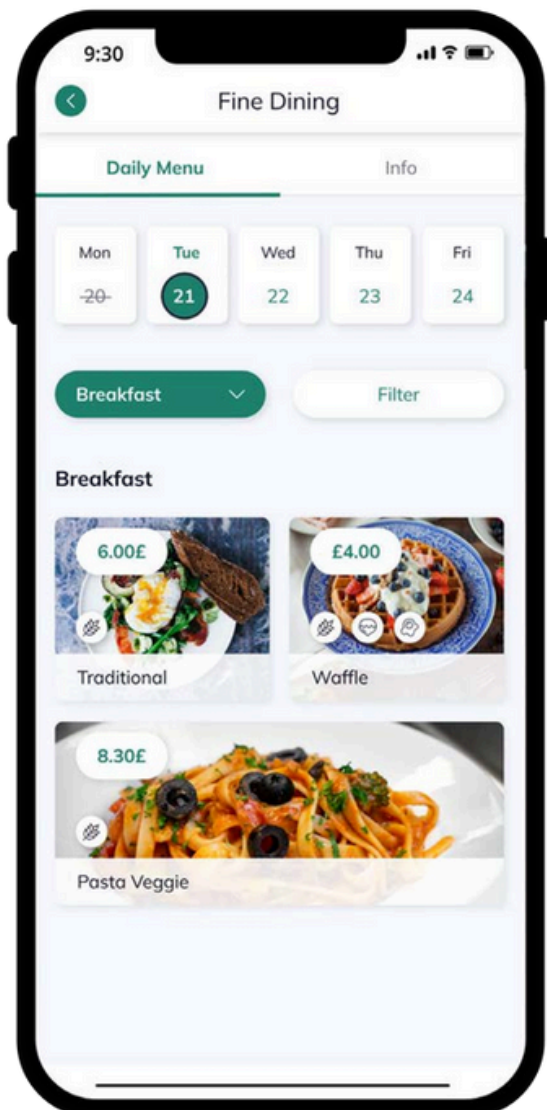 9:30
Fine Dining
Daily Menu Info
Mon Tue Wed Thu Fri
20 21 22 23 24
Breakfast Filter
Breakfast
6.00£ £4.00
Traditional Waffle
8.30£
Pasta Veggie